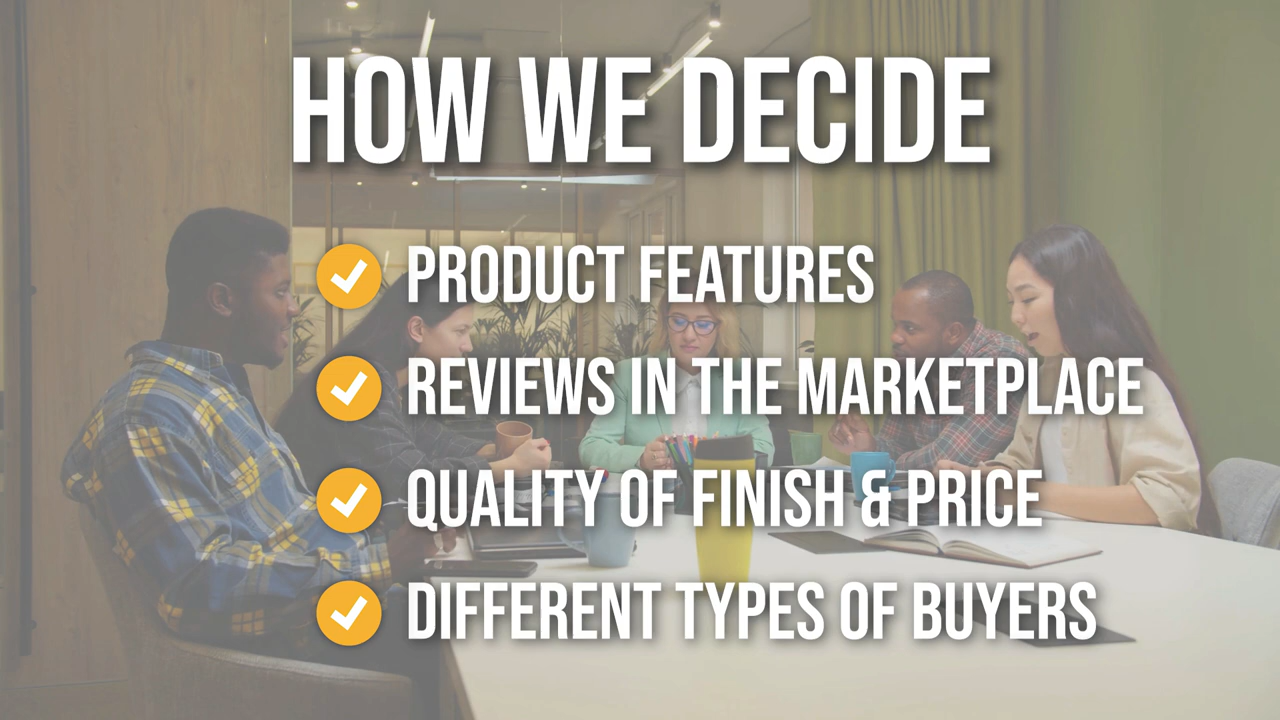 HOW WE DECIDE
PRODUCT FEATURES
REVIEWS IN THE MARKETPLACE
QUALITY OF FINISH & PRICE
DIFFERENT TYPES OF BUYERS